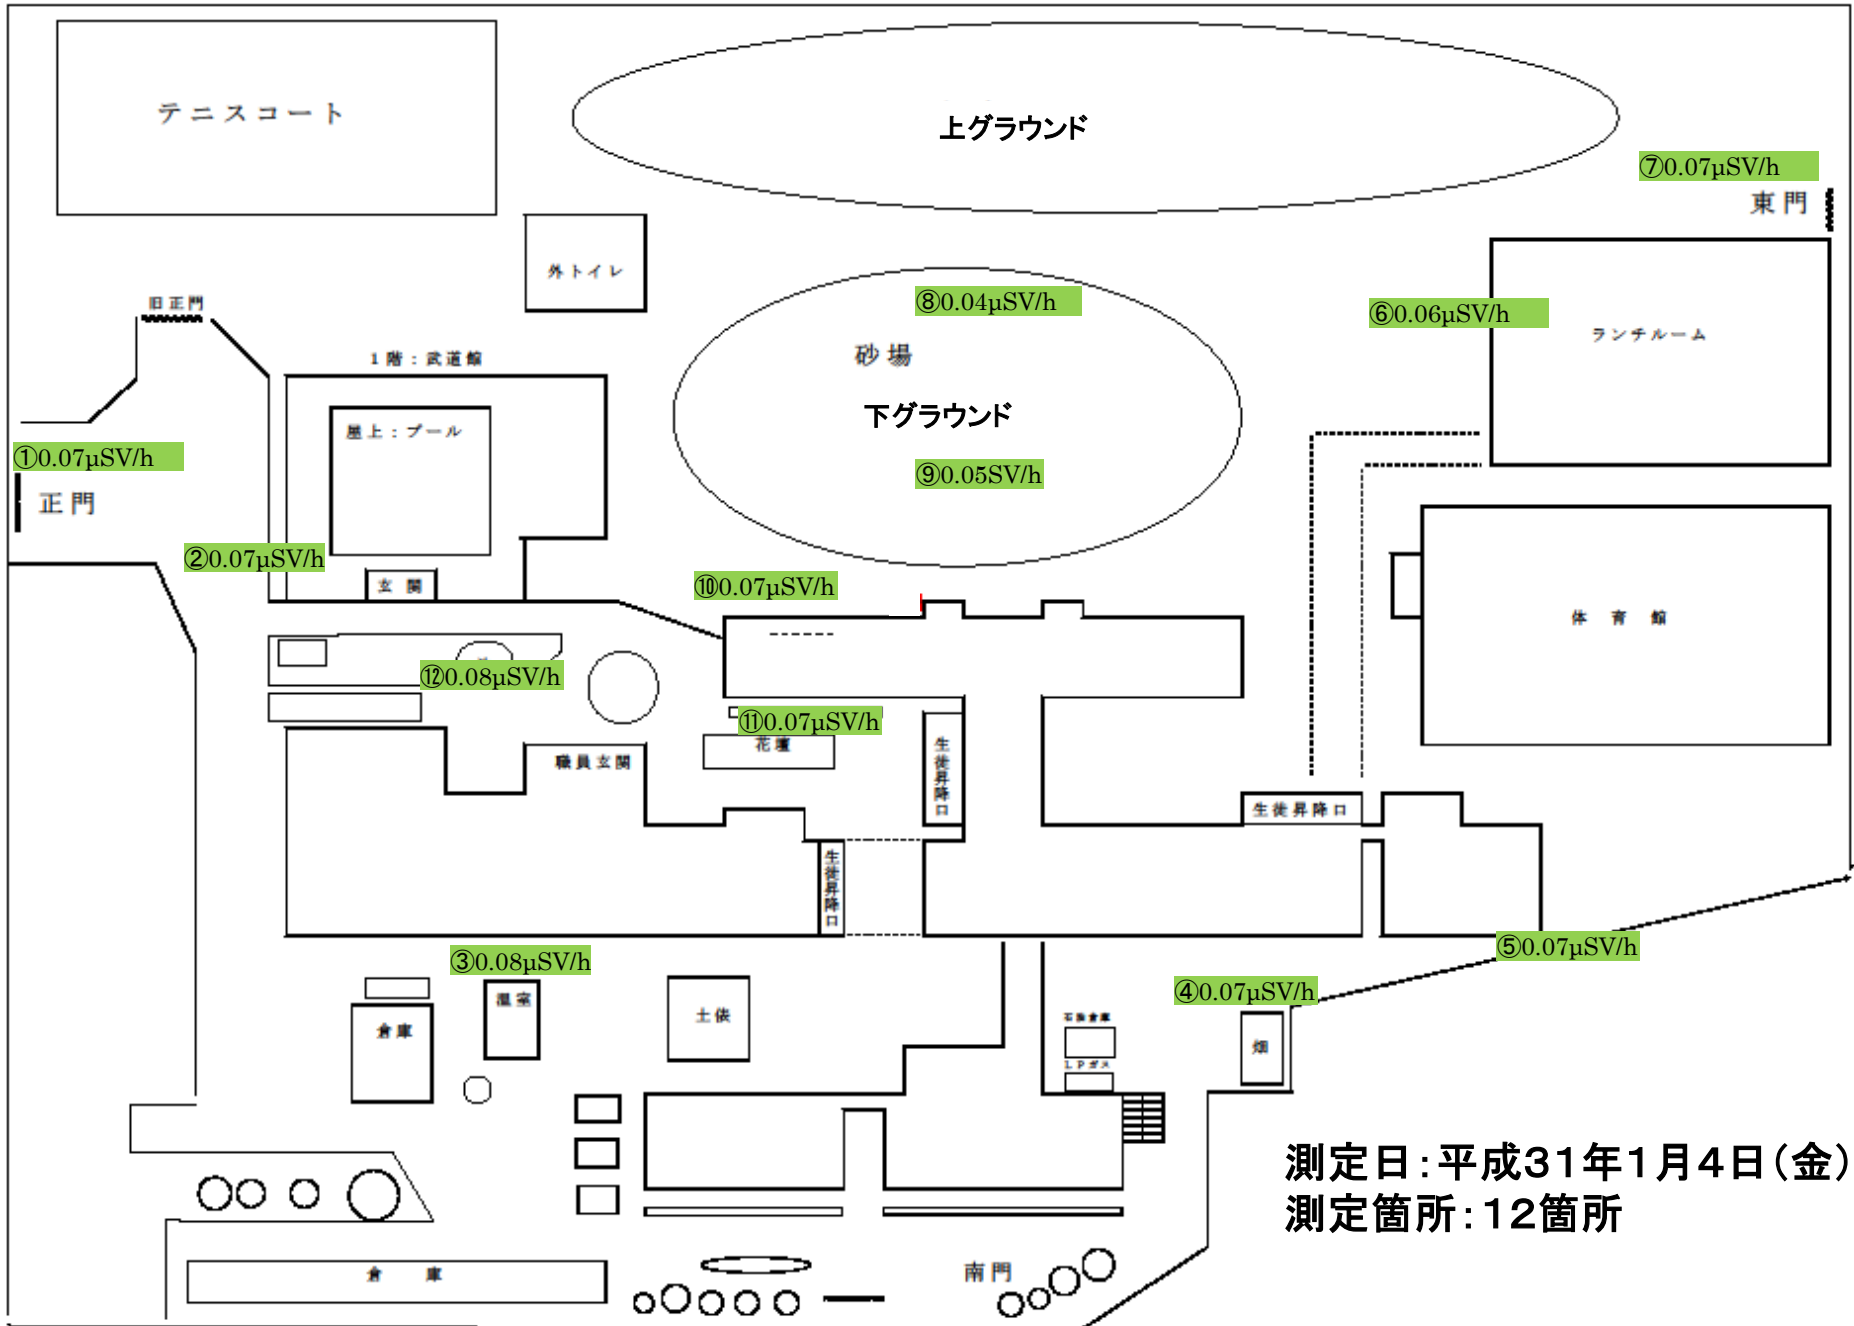 テニスコート
上グラウンド
⑦0.07μSV/h
東門
外トイレ
旧正門
⑧0.04μSV/h
⑥0.06μSV/h
ランチルーム
1階：武道館
砂場
下グラウンド
屋上：プール
①0.07μSV/h
正門
⑨0.05SV/h
②0.07μSV/h
玄関
⑩0.07μSV/h
体育館
⑫0.08μSV/h
⑪0.07μSV/h
花壇
職員玄関
生徒昇降口
生徒昇降口
生徒昇降口
③0.08μSV/h
⑤0.07μSV/h
④0.07μSV/h
温室
倉庫
土俵
石灰倉庫
LPガス
畑
測定日：平成31年1月4日（金）
測定箇所：12箇所
南門
倉庫